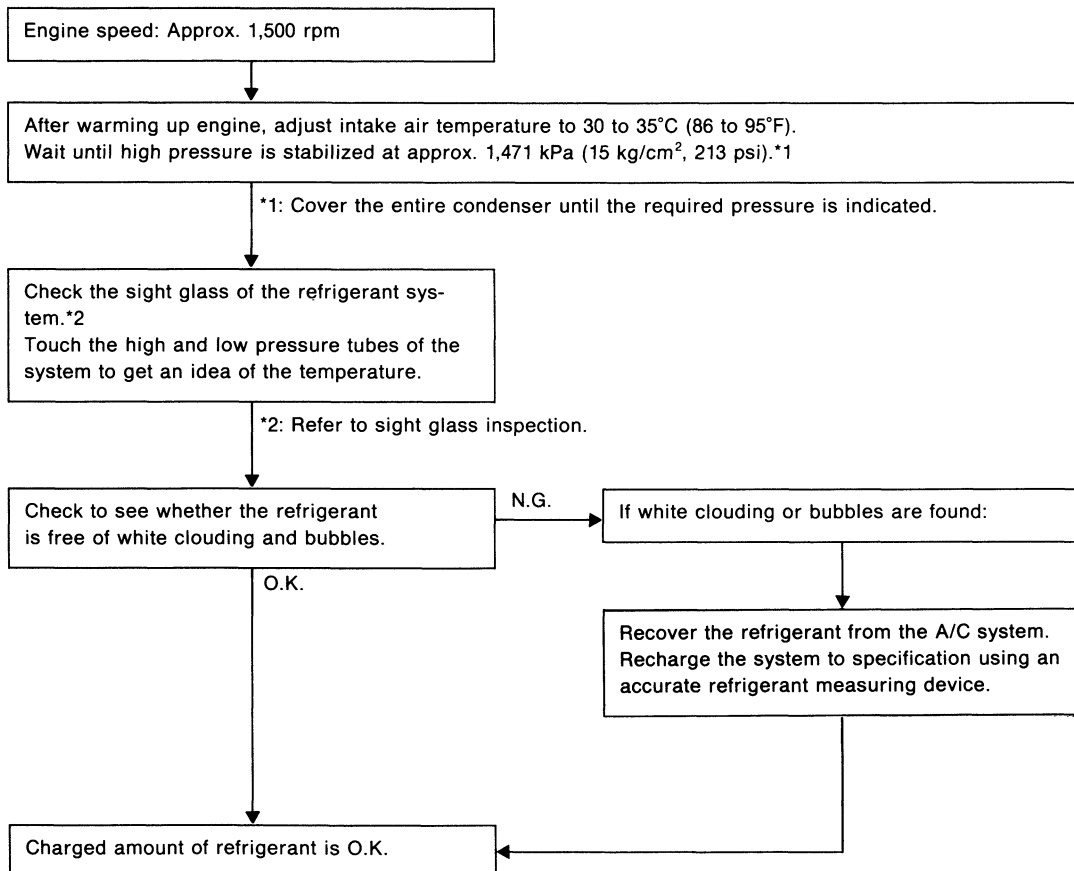 Engine speed: Approx. 1,500 rpm
After warming up engine, adjust intake air temperature to 30 to 35°C (86 to 95°F).
Wait until high pressure is stabilized at approx. 1,471 kPa (15 kg/cm², 213 psi).*1
*1: Cover the entire condenser until the required pressure is indicated.
Check the sight glass of the refrigerant sys-
tem.*2
Touch the high and low pressure tubes of the
system to get an idea of the temperature.
*2: Refer to sight glass inspection.
Check to see whether the refrigerant
is free of white clouding and bubbles.
N.G.
If white clouding or bubbles are found:
O.K.
Recover the refrigerant from the A/C system.
Recharge the system to specification using an
accurate refrigerant measuring device.
Charged amount of refrigerant is O.K.